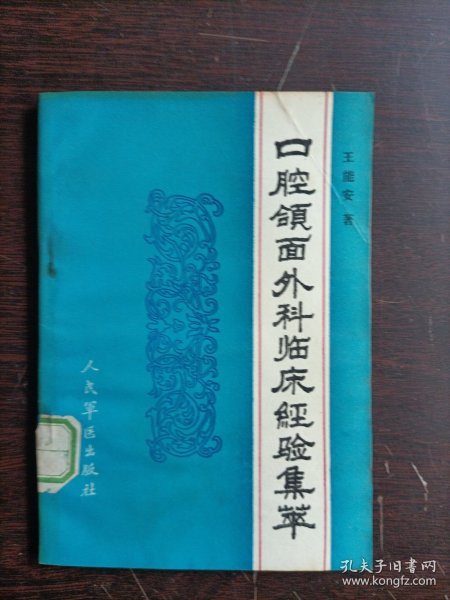 王能安 著
口腔颌面外科临床经验集萃
人民军医出版社
孔夫子旧书网
www.kongfz.com